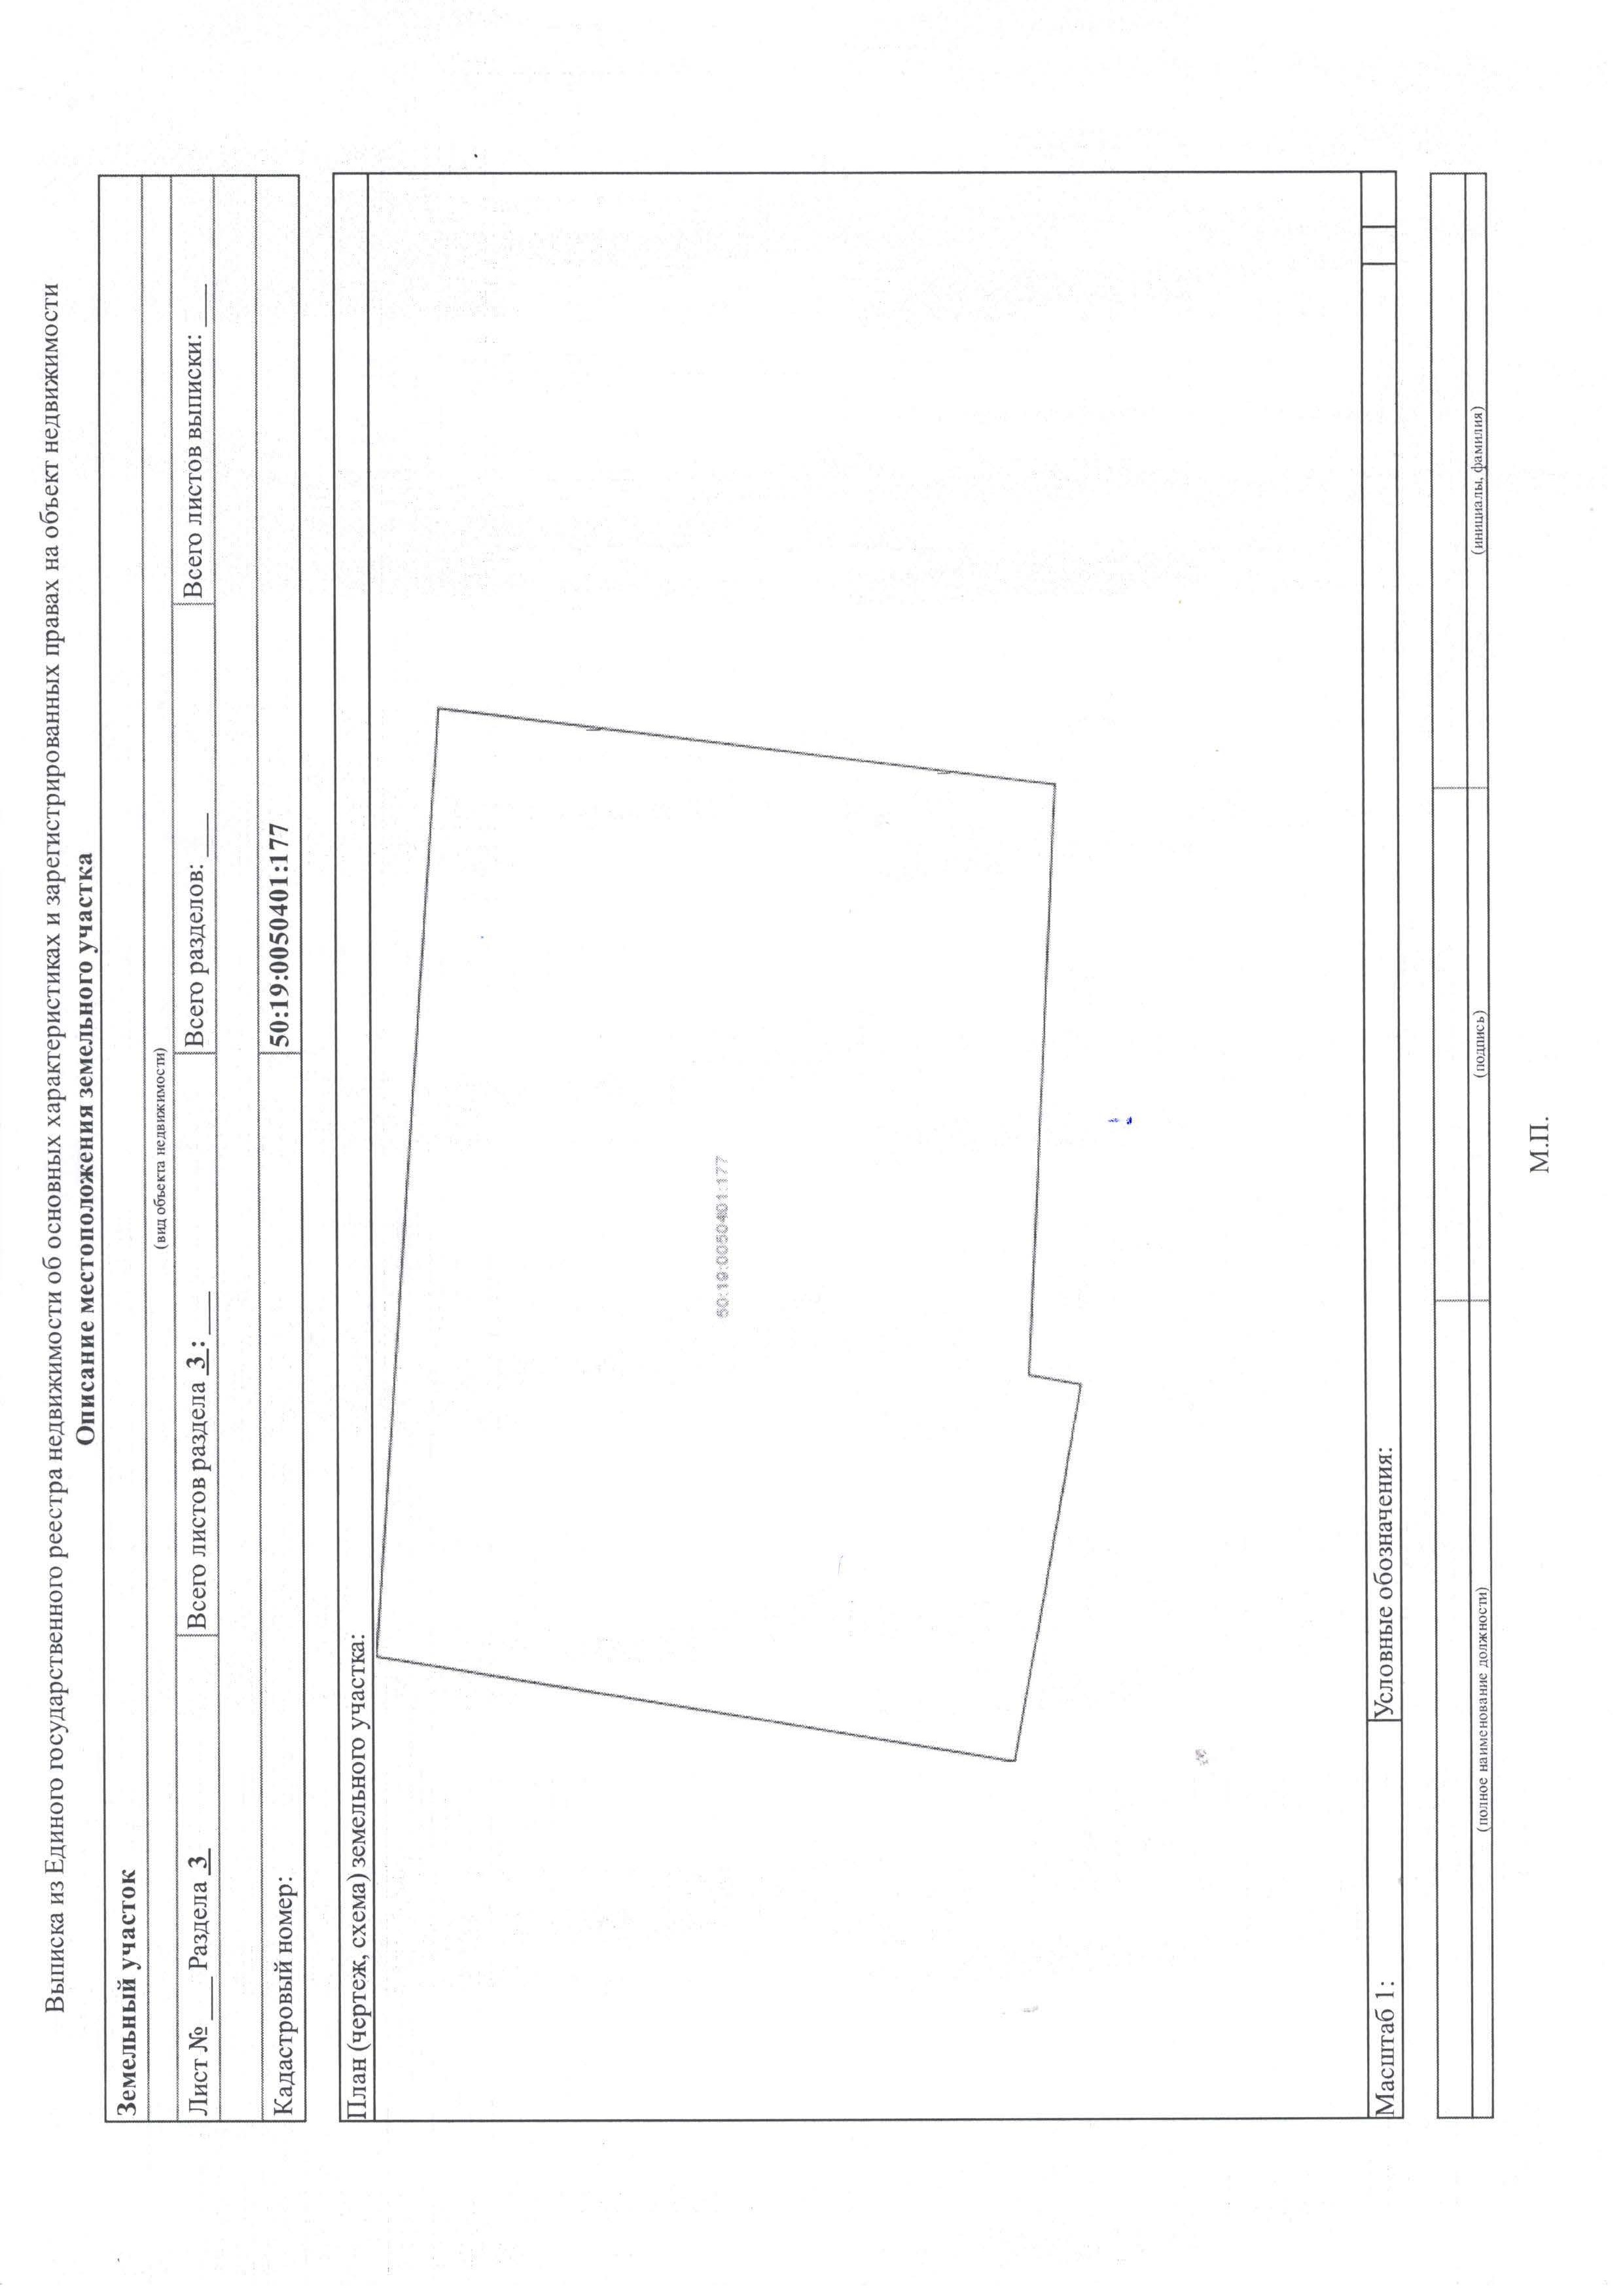 Выписка из Единого государственного реестра недвижимости об основных характеристиках и зарегистрированных правах на объект недвижимости
Описание местоположения земельного участка
Земельный участок
(вид объекта недвижимости)
Лист № ___ Раздела 3 Всего листов раздела 3 : ___ Всего разделов: ___ Всего листов выписки: ___
Кадастровый номер: 50:19:0050401:177
План (чертеж, схема) земельного участка:
50:19:0050401:177
Масштаб 1: Условные обозначения:
(полное наименование должности) (подпись) (инициалы, фамилия)
М.П.